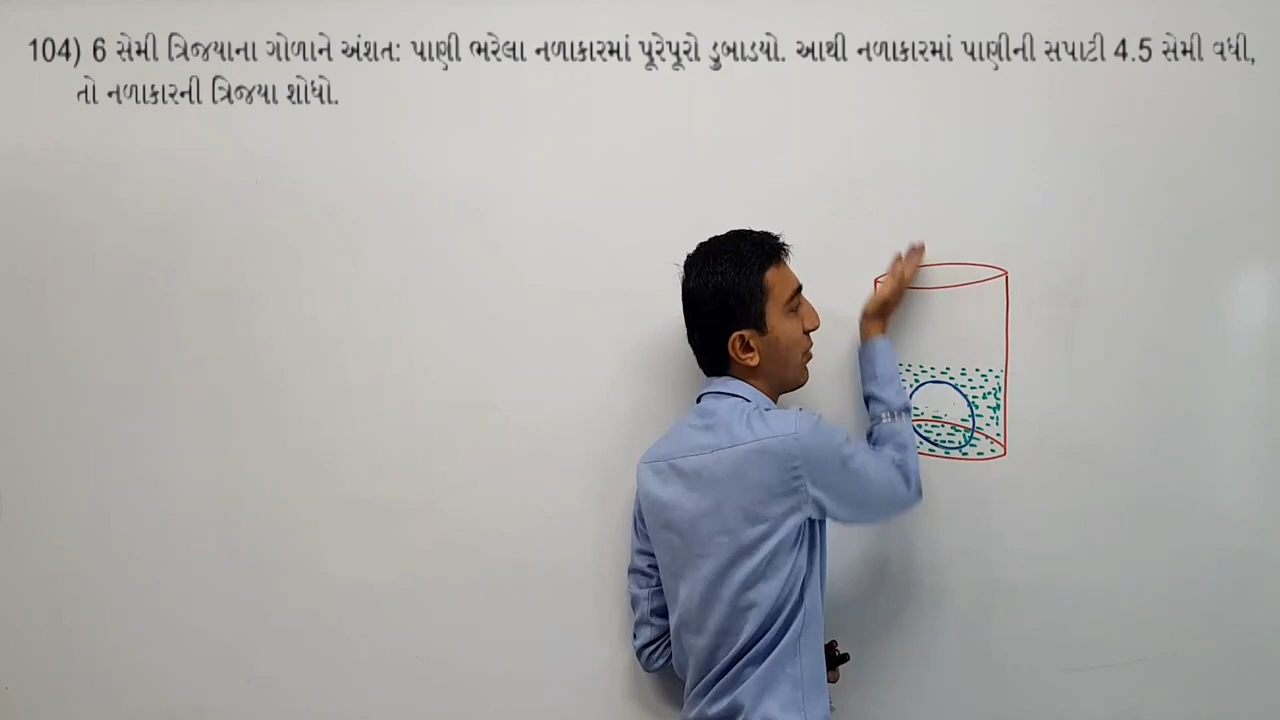 104) 6 સેમી ત્રિજ્યાના ગોળાને અંશત: પાણી ભરેલા નળાકારમાં પૂરેપૂરો ડુબાડયો. આથી નળાકારમાં પાણીની સપાટી 4.5 સેમી વધી,
તો નળાકારની ત્રિજ્યા શોધો.